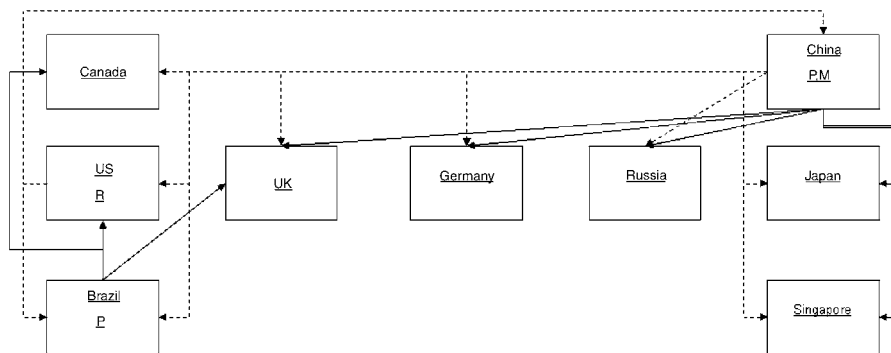 Canada
China
P,M
US
R
UK
Germany
Russia
Japan
Brazil
P
Singapore